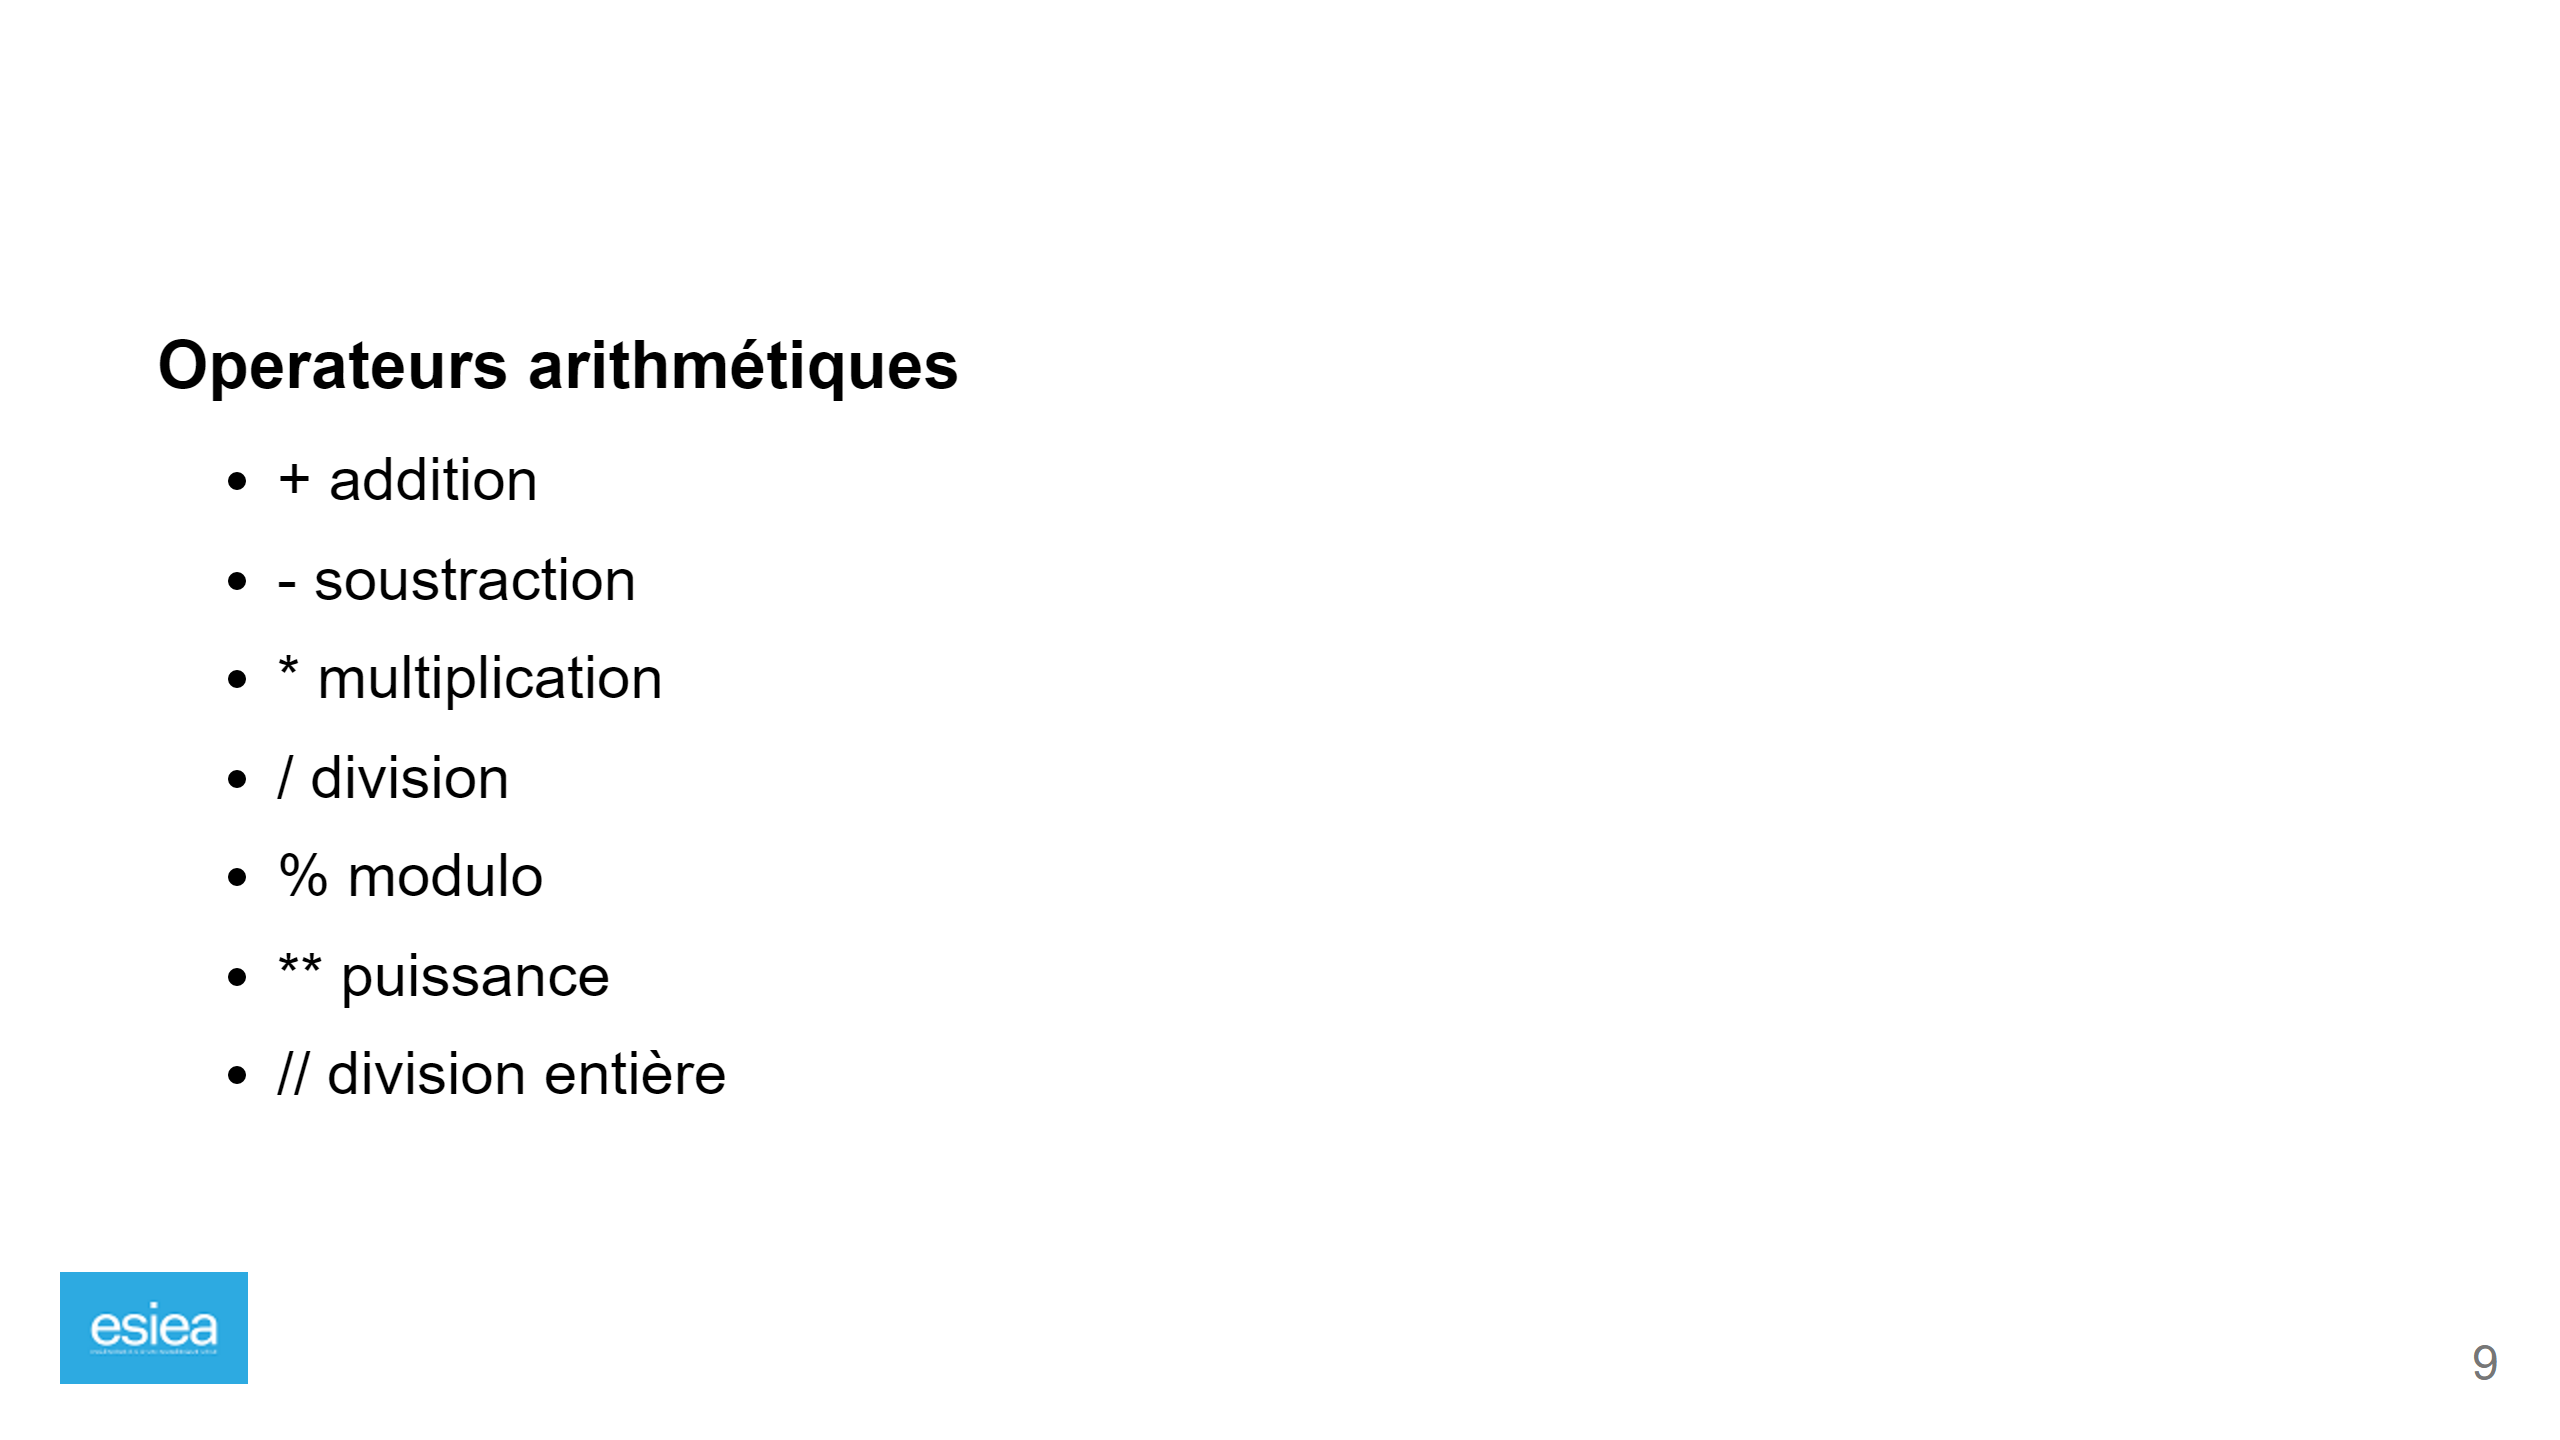 Operateurs arithmétiques
+ addition
- soustraction
* multiplication
/ division
% modulo
** puissance
// division entière
esiea
9